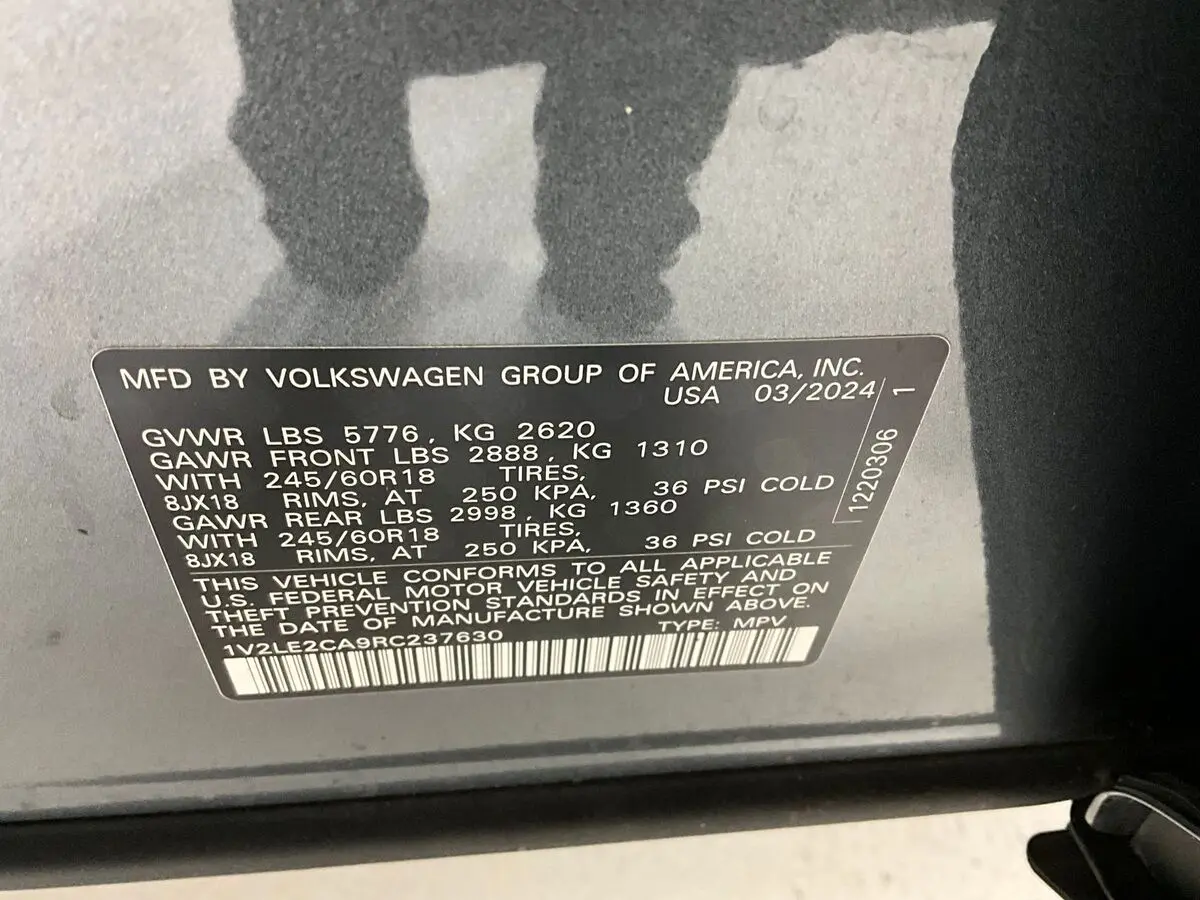 MFD BY VOLKSWAGEN GROUP OF AMERICA, INC.
USA 03/2024
GVWR LBS 5776, KG 2620
GAWR FRONT LBS 2888, KG 1310
WITH 245/60R18 TIRES,
8JX18 RIMS, AT 250 KPA, 36 PSI COLD
GAWR REAR LBS 2998, KG 1360
WITH 245/60R18 TIRES,
8JX18 RIMS, AT 250 KPA, 36 PSI COLD
1220306 1
THIS VEHICLE CONFORMS TO ALL APPLICABLE
U.S. FEDERAL MOTOR VEHICLE SAFETY AND
THEFT PREVENTION STANDARDS IN EFFECT ON
THE DATE OF MANUFACTURE SHOWN ABOVE.
1V2LE2CA9RC237630 TYPE: MPV